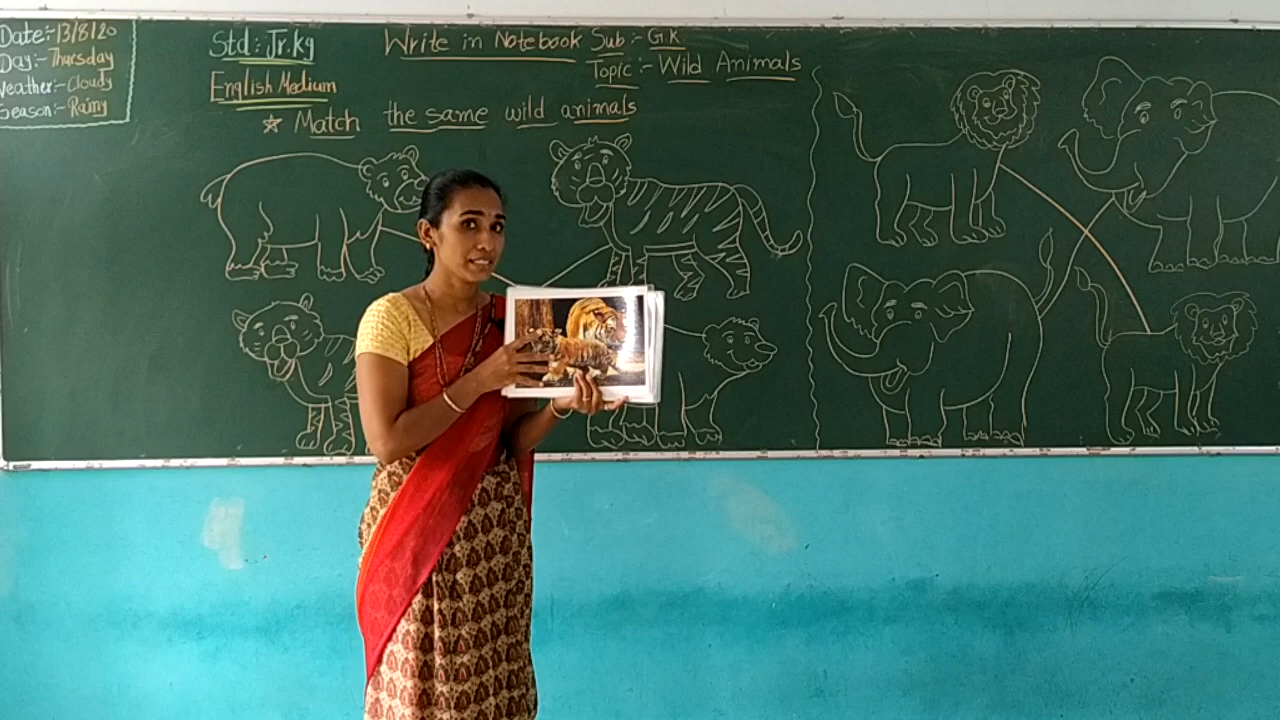 Date:-13/8/20
Day:- Thursday
Weather:- Cloudy
Season:- Rainy
Std:- Jr.kg
English Medium
Write in Notebook
Sub:- G.K
Topic:- Wild Animals
☆ Match the same wild animals